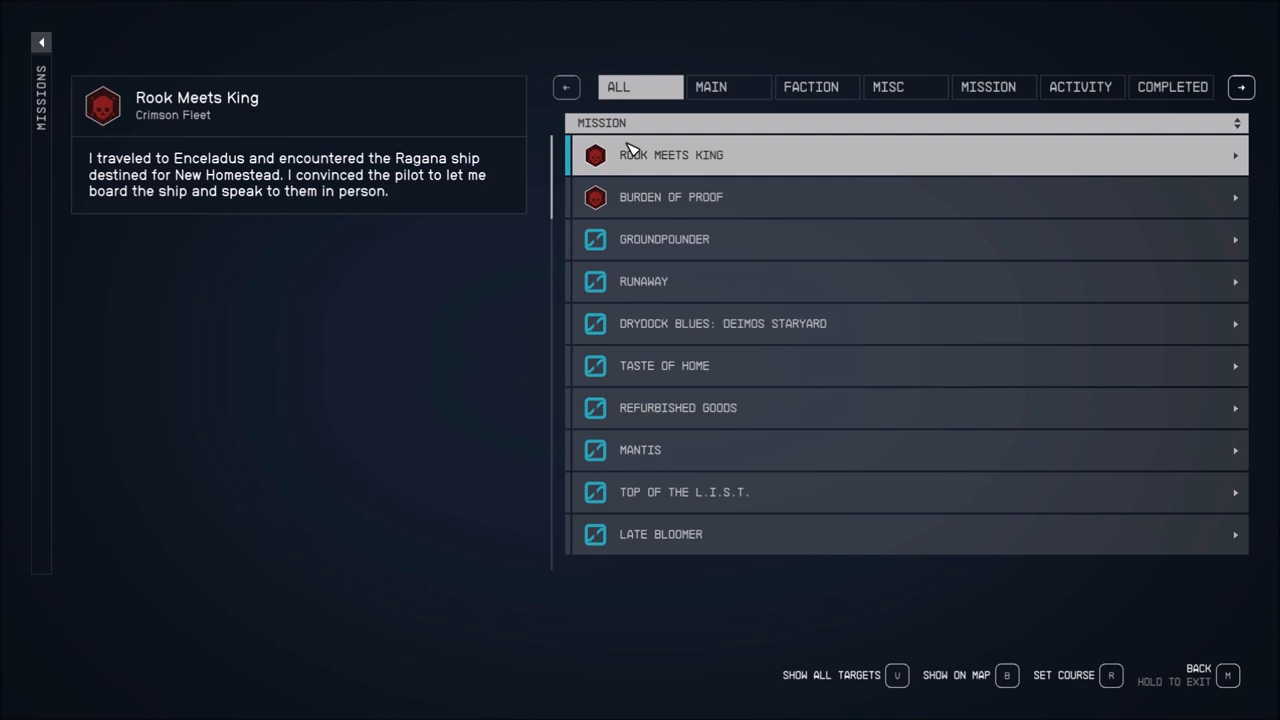 MISSIONS
Rook Meets King
Crimson Fleet
I traveled to Enceladus and encountered the Ragana ship
destined for New Homestead. I convinced the pilot to let me
board the ship and speak to them in person.
ALL MAIN FACTION MISC MISSION ACTIVITY COMPLETED
MISSION
ROOK MEETS KING
BURDEN OF PROOF
GROUNDPOUNDER
RUNAWAY
DRYDOCK BLUES: DEIMOS STARYARD
TASTE OF HOME
REFURBISHED GOODS
MANTIS
TOP OF THE L.I.S.T.
LATE BLOOMER
SHOW ALL TARGETS V SHOW ON MAP B SET COURSE R BACK M
HOLD TO EXIT